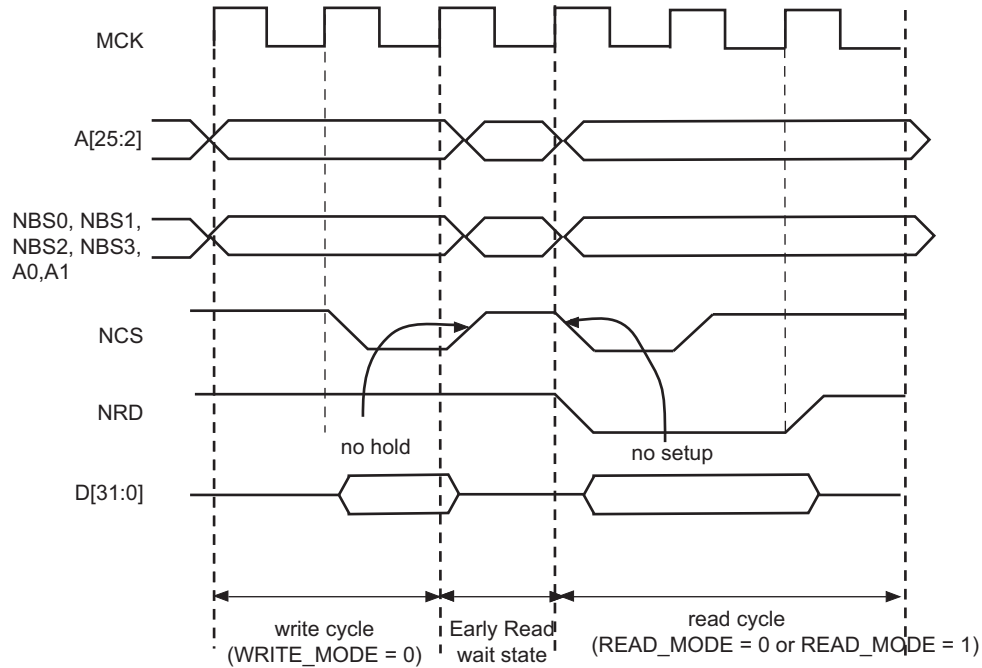 MCK
A[25:2]
NBS0, NBS1,
NBS2, NBS3,
A0,A1
NCS
NRD
no hold
no setup
D[31:0]
write cycle
(WRITE_MODE = 0)
Early Read
wait state
read cycle
(READ_MODE = 0 or READ_MODE = 1)